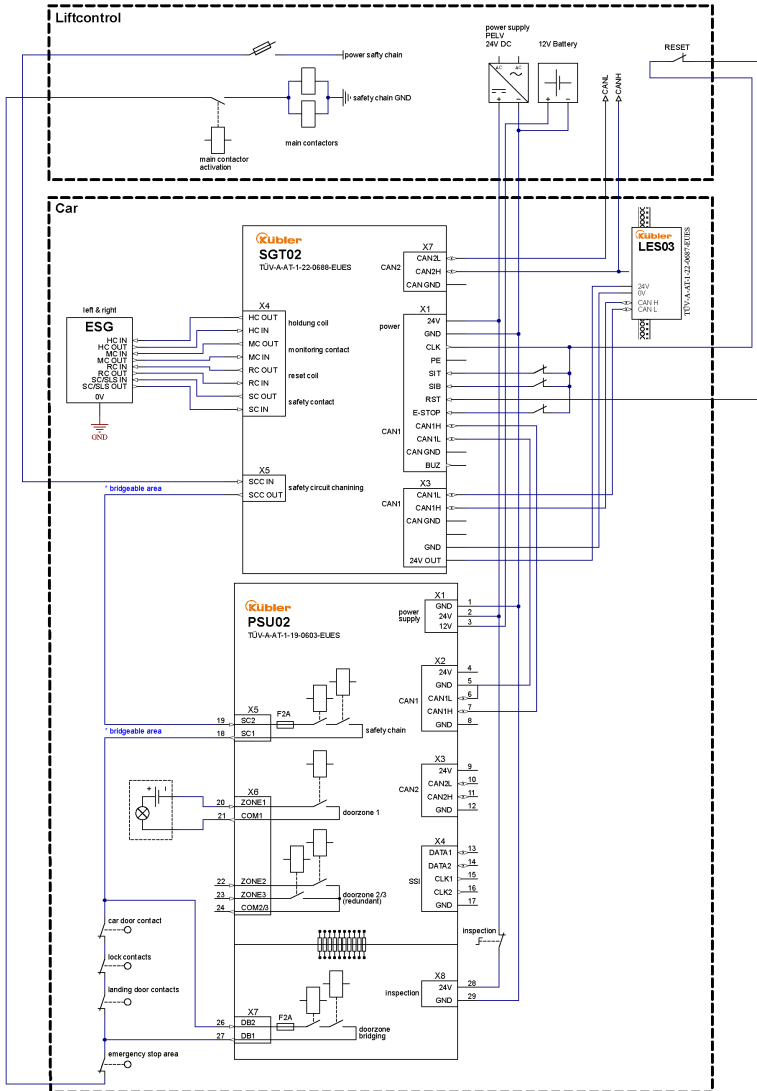 Liftcontrol
power supply
PELV
24V DC
12V Battery
RESET
AC
AC
power safty chain
CANL
CANH
safety chain GND
main contactors
main contactor
activation
+
−
+
−
Car
Kübler
SGT02
TÜV-A-AT-1-22-0688-EUES
X7
CAN2
CAN2L
CAN2H
CAN GND
Kübler
LES03
TÜV-A-AT-1-22-0687-EUES
24V
0V
CAN H
CAN L
left & right
ESG
HC IN
HC OUT
MC IN
MC OUT
RC IN
RC OUT
SC/SLS IN
SC/SLS OUT
0V
GND
X4
HC OUT
HC IN
MC OUT
MC IN
RC OUT
RC IN
SC OUT
SC IN
holdung coil
monitoring contact
reset coil
safety contact
X1
power
24V
GND
CLK
PE
SIT
SIB
RST
E-STOP
CAN1
CAN1H
CAN1L
CAN GND
BUZ
X5
SCC IN
SCC OUT
safety circuit chanining
* bridgeable area
X3
CAN1
CAN1L
CAN1H
CAN GND
GND
24V OUT
Kübler
PSU02
TÜV-A-AT-1-19-0603-EUES
X1
power
supply
GND 1
24V 2
12V 3
X2
CAN1
24V 4
GND 5
CAN1L 6
CAN1H 7
GND 8
X5
19 SC2
18 SC1
F2A
safety chain
* bridgeable area
X3
CAN2
24V 9
CAN2L 10
CAN2H 11
GND 12
+
X6
20 ZONE1
21 COM1
doorzone 1
X4
SSI
DATA1 13
DATA2 14
CLK1 15
CLK2 16
GND 17
22 ZONE2
23 ZONE3
24 COM2/3
doorzone 2/3
(redundant)
car door contact
lock contacts
landing door contacts
emergency stop area
inspection
X8
inspection
24V 28
GND 29
X7
26 DB2
27 DB1
F2A
doorzone
bridging